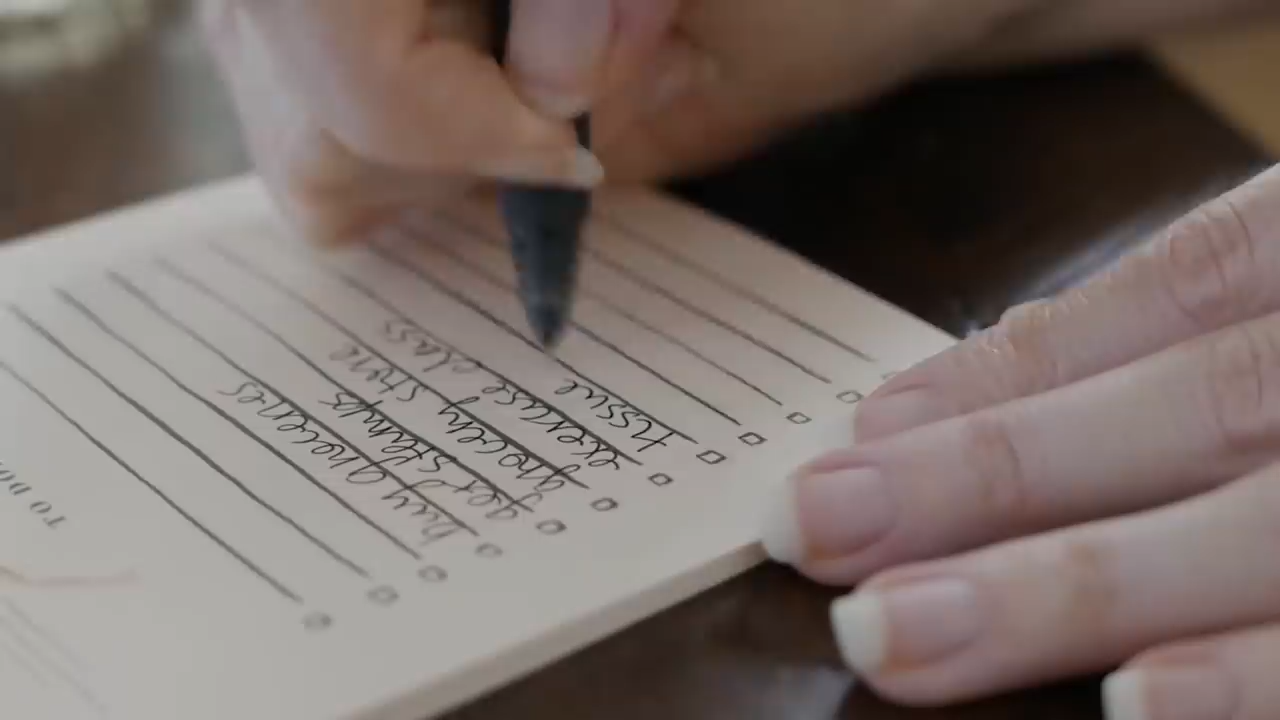 TO DO
buy groceries
get stamps
grocery store
exercise class
tissue